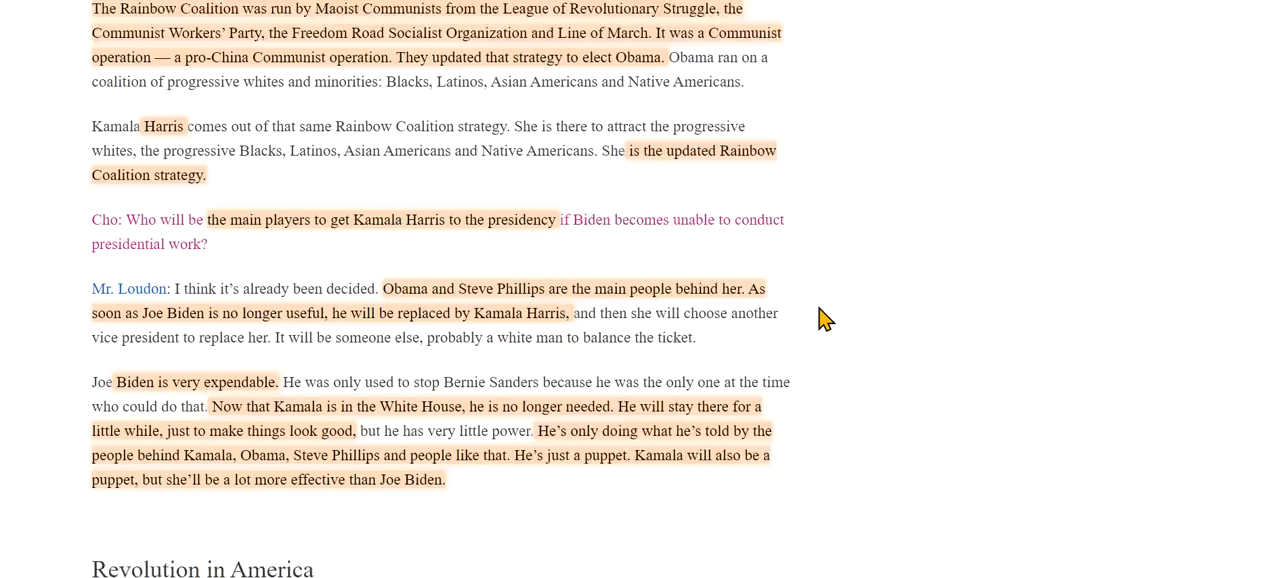 The Rainbow Coalition was run by Maoist Communists from the League of Revolutionary Struggle, the
Communist Workers’ Party, the Freedom Road Socialist Organization and Line of March. It was a Communist
operation — a pro-China Communist operation. They updated that strategy to elect Obama. Obama ran on a
coalition of progressive whites and minorities: Blacks, Latinos, Asian Americans and Native Americans.
Kamala Harris comes out of that same Rainbow Coalition strategy. She is there to attract the progressive
whites, the progressive Blacks, Latinos, Asian Americans and Native Americans. She is the updated Rainbow
Coalition strategy.
Cho: Who will be the main players to get Kamala Harris to the presidency if Biden becomes unable to conduct
presidential work?
Mr. Loudon: I think it’s already been decided. Obama and Steve Phillips are the main people behind her. As
soon as Joe Biden is no longer useful, he will be replaced by Kamala Harris, and then she will choose another
vice president to replace her. It will be someone else, probably a white man to balance the ticket.
Joe Biden is very expendable. He was only used to stop Bernie Sanders because he was the only one at the time
who could do that. Now that Kamala is in the White House, he is no longer needed. He will stay there for a
little while, just to make things look good, but he has very little power. He’s only doing what he’s told by the
people behind Kamala, Obama, Steve Phillips and people like that. He’s just a puppet. Kamala will also be a
puppet, but she’ll be a lot more effective than Joe Biden.
Revolution in America